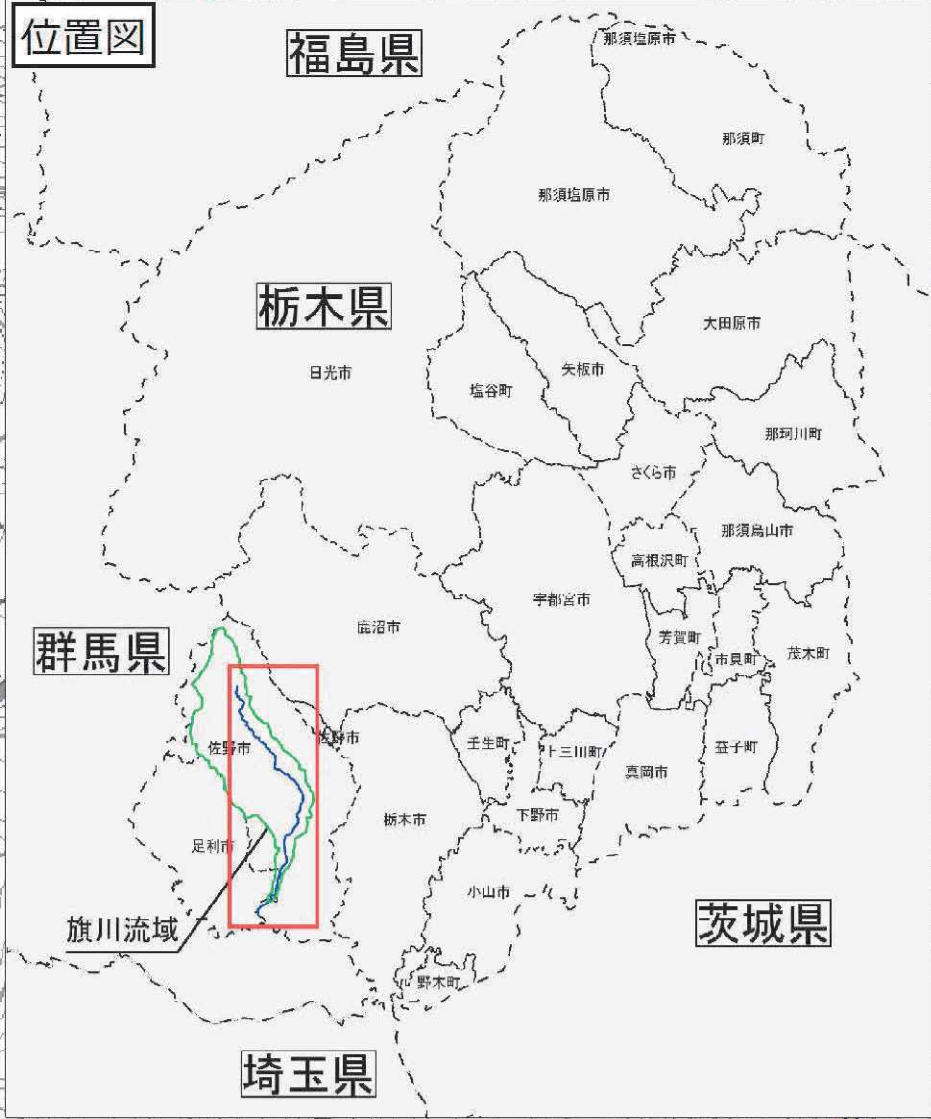 位置図
福島県
那須塩原市
那須町
那須塩原市
栃木県
大田原市
日光市
塩谷町
矢板市
那珂川町
さくら市
那須烏山市
高根沢町
宇都宮市
鹿沼市
芳賀町
市貝町
茂木町
群馬県
佐野市
佐野市
壬生町
上三川町
真岡市
益子町
栃木市
下野市
足利市
小山市
旗川流域
茨城県
野木町
埼玉県